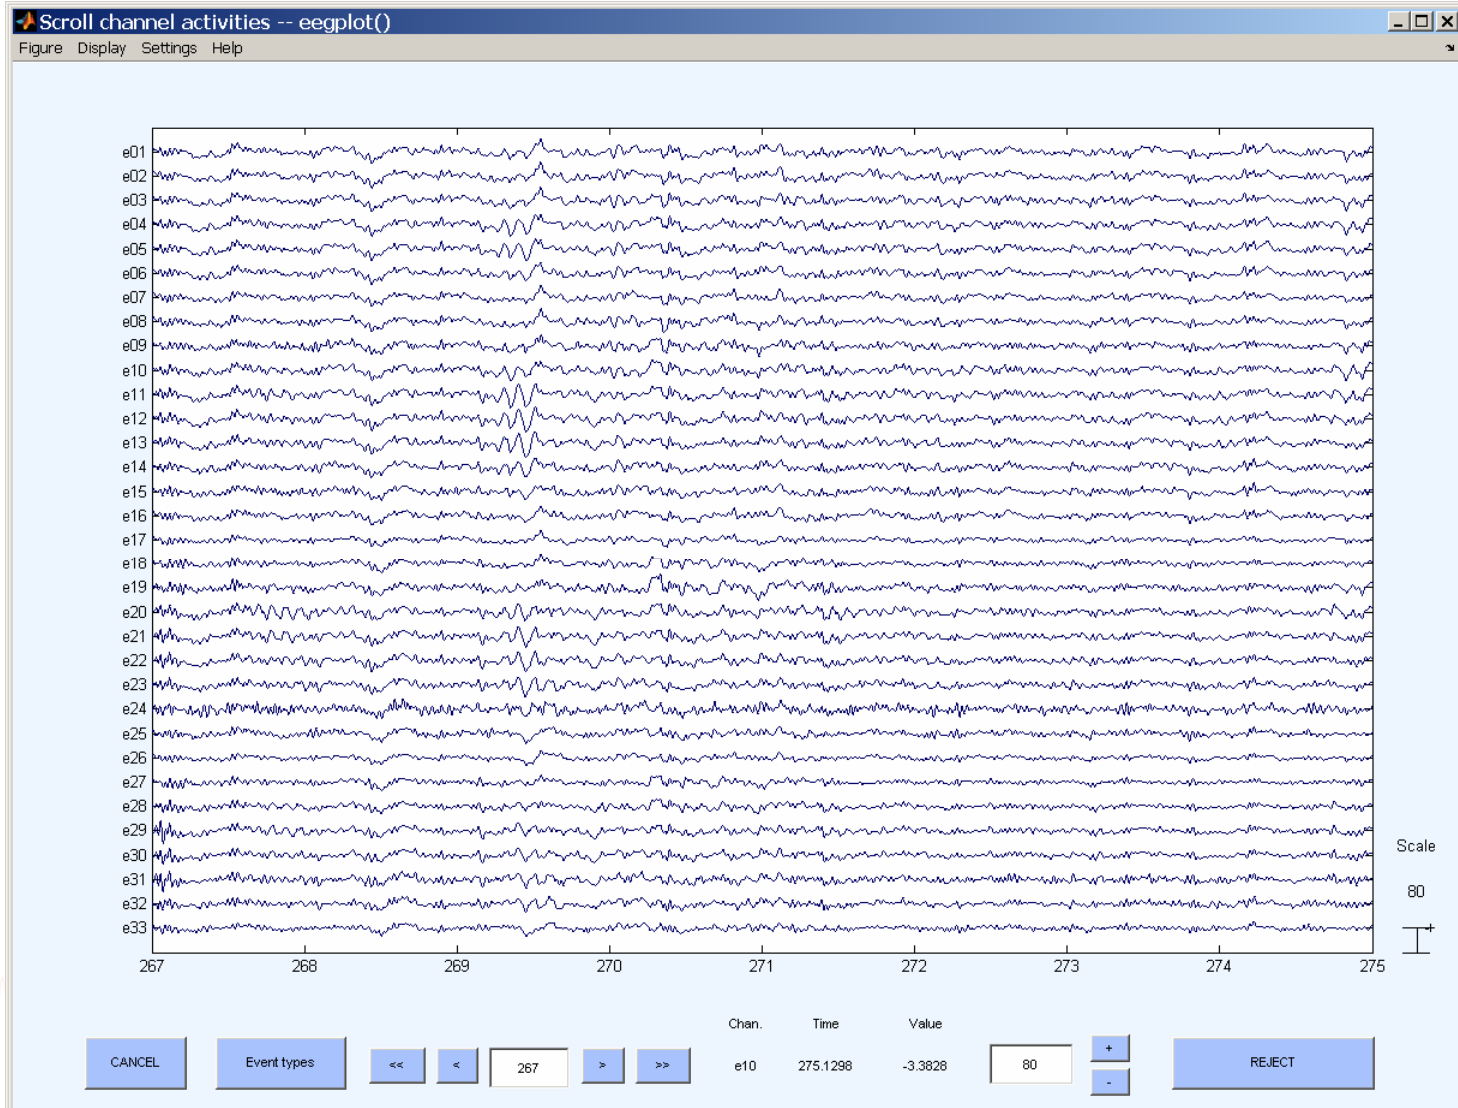 Scroll channel activities -- eegplot()
Figure Display Settings Help
e01
e02
e03
e04
e05
e06
e07
e08
e09
e10
e11
e12
e13
e14
e15
e16
e17
e18
e19
e20
e21
e22
e23
e24
e25
e26
e27
e28
e29
e30
e31
e32
e33
Scale
80
+
267 268 269 270 271 272 273 274 275
Chan. Time Value
CANCEL Event types << < 267 > >> e10 275.1298 -3.3828 80 + - REJECT